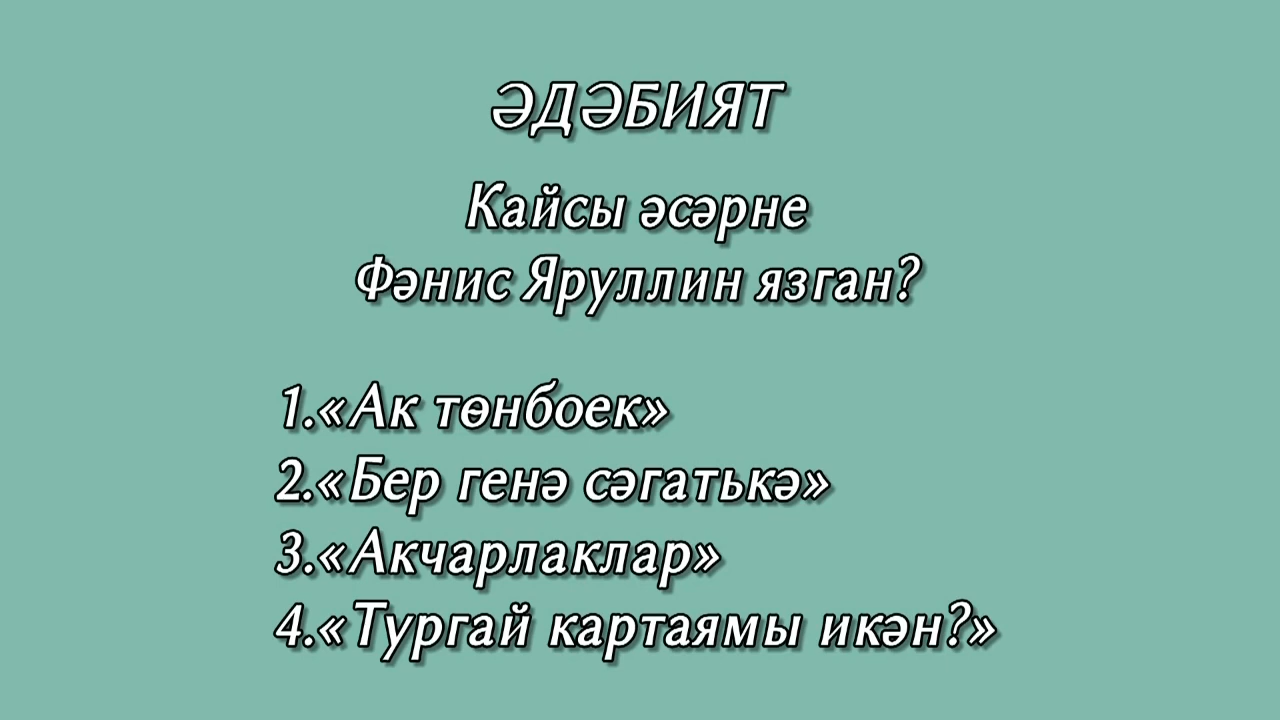 ӘДӘБИЯТ
Кайсы әсәрне
Фәнис Яруллин язган?
1.«Ак төнбоек»
2.«Бер генә сәгатькә»
3.«Акчарлаклар»
4.«Тургай картаямы икән?»